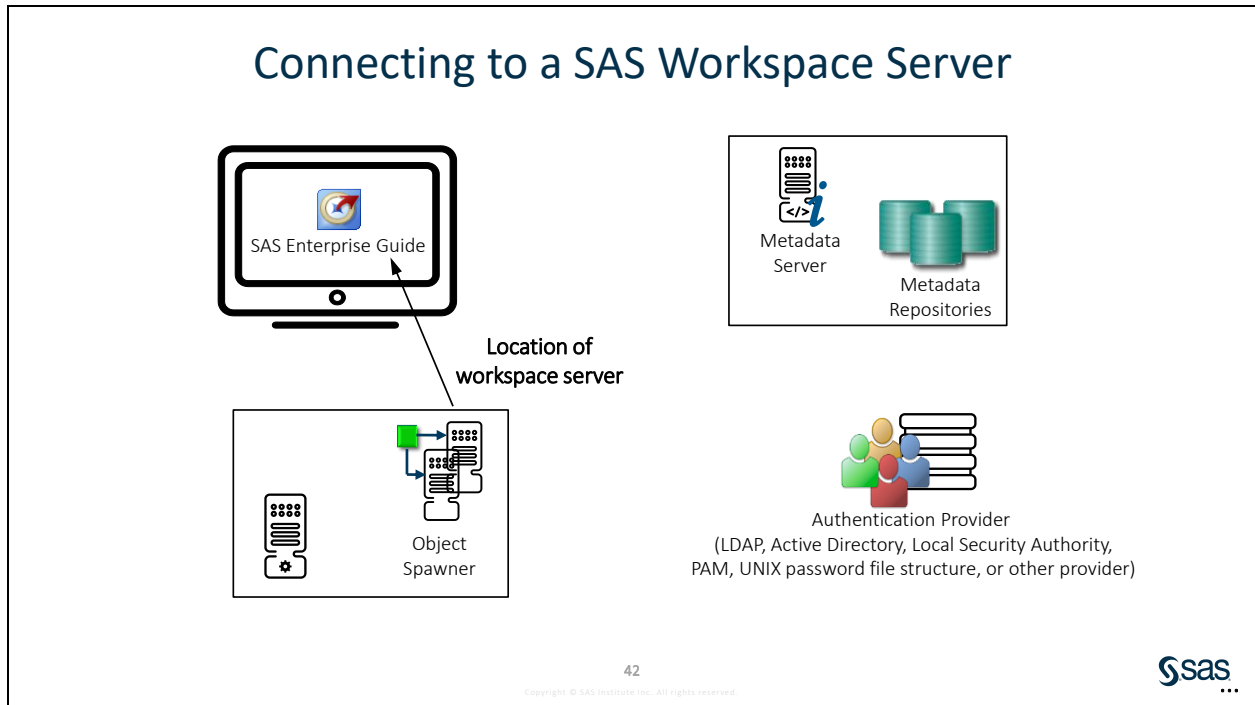 Connecting to a SAS Workspace Server
SAS Enterprise Guide
</>
i
Metadata
Server
Metadata
Repositories
Location of
workspace server
Object
Spawner
Authentication Provider
(LDAP, Active Directory, Local Security Authority,
PAM, UNIX password file structure, or other provider)
42
Copyright © SAS Institute Inc. All rights reserved.
sas
...